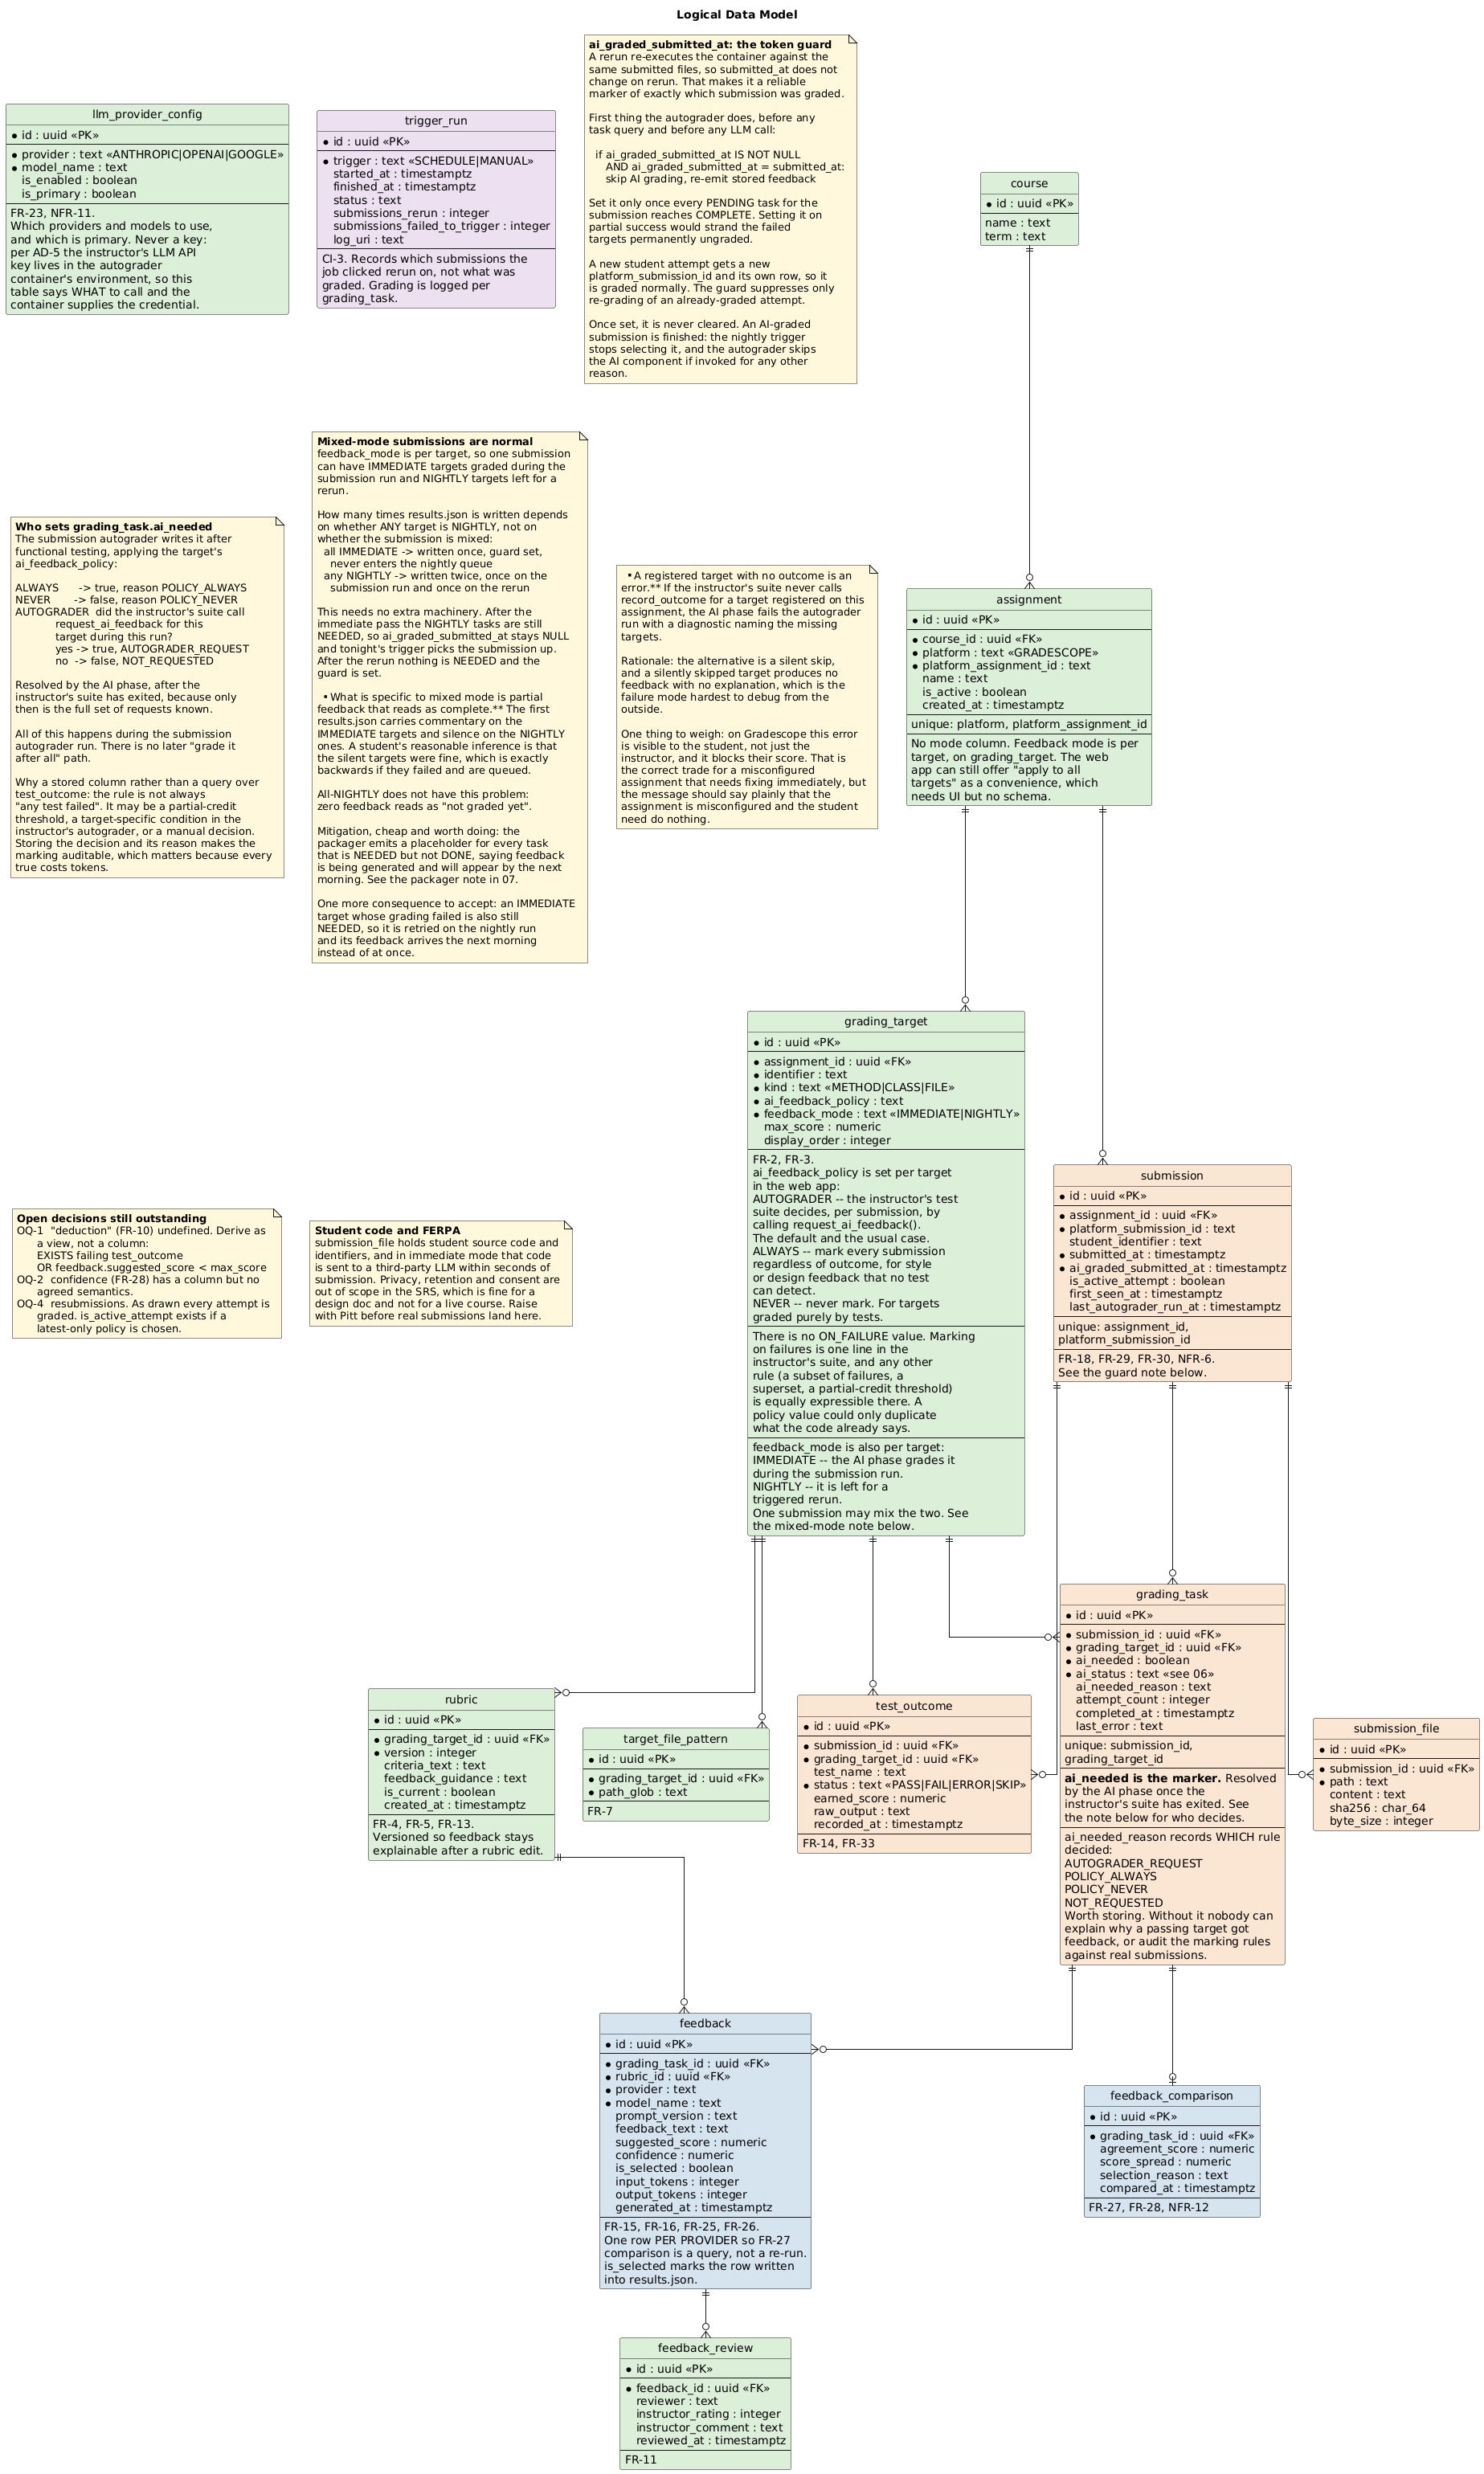 Logical Data Model
ai_graded_submitted_at: the token guard
A rerun re-executes the container against the
same submitted files, so submitted_at does not
change on rerun. That makes it a reliable
marker of exactly which submission was graded.
First thing the autograder does, before any
task query and before any LLM call:
if ai_graded_submitted_at IS NOT NULL
AND ai_graded_submitted_at = submitted_at:
skip AI grading, re-emit stored feedback
Set it only once every PENDING task for the
submission reaches COMPLETE. Setting it on
partial success would strand the failed
targets permanently ungraded.
A new student attempt gets a new
platform_submission_id and its own row, so it
is graded normally. The guard suppresses only
re-grading of an already-graded attempt.
Once set, it is never cleared. An AI-graded
submission is finished: the nightly trigger
stops selecting it, and the autograder skips
the AI component if invoked for any other
reason.
llm_provider_config
• id : uuid «PK»
• provider : text «ANTHROPIC|OPENAI|GOOGLE»
• model_name : text
is_enabled : boolean
is_primary : boolean
FR-23, NFR-11.
Which providers and models to use,
and which is primary. Never a key:
per AD-5 the instructor's LLM API
key lives in the autograder
container's environment, so this
table says WHAT to call and the
container supplies the credential.
trigger_run
• id : uuid «PK»
• trigger : text «SCHEDULE|MANUAL»
started_at : timestamptz
finished_at : timestamptz
status : text
submissions_rerun : integer
submissions_failed_to_trigger : integer
log_uri : text
CI-3. Records which submissions the
job clicked rerun on, not what was
graded. Grading is logged per
grading_task.
course
• id : uuid «PK»
name : text
term : text
Who sets grading_task.ai_needed
The submission autograder writes it after
functional testing, applying the target's
ai_feedback_policy:
ALWAYS -> true, reason POLICY_ALWAYS
NEVER -> false, reason POLICY_NEVER
AUTOGRADER did the instructor's suite call
request_ai_feedback for this
target during this run?
yes -> true, AUTOGRADER_REQUEST
no -> false, NOT_REQUESTED
Resolved by the AI phase, after the
instructor's suite has exited, because only
then is the full set of requests known.
All of this happens during the submission
autograder run. There is no later "grade it
after all" path.
Why a stored column rather than a query over
test_outcome: the rule is not always
"any test failed". It may be a partial-credit
threshold, a target-specific condition in the
instructor's autograder, or a manual decision.
Storing the decision and its reason makes the
marking auditable, which matters because every
true costs tokens.
Mixed-mode submissions are normal
feedback_mode is per target, so one submission
can have IMMEDIATE targets graded during the
submission run and NIGHTLY targets left for a
rerun.
How many times results.json is written depends
on whether ANY target is NIGHTLY, not on
whether the submission is mixed:
all IMMEDIATE -> written once, guard set,
never enters the nightly queue
any NIGHTLY -> written twice, once on the
submission run and once on the rerun
This needs no extra machinery. After the
immediate pass the NIGHTLY tasks are still
NEEDED, so ai_graded_submitted_at stays NULL
and tonight's trigger picks the submission up.
After the rerun nothing is NEEDED and the
guard is set.
• What is specific to mixed mode is partial
feedback that reads as complete.** The first
results.json carries commentary on the
IMMEDIATE targets and silence on the NIGHTLY
ones. A student's reasonable inference is that
the silent targets were fine, which is exactly
backwards if they failed and are queued.
All-NIGHTLY does not have this problem:
zero feedback reads as "not graded yet".
Mitigation, cheap and worth doing: the
packager emits a placeholder for every task
that is NEEDED but not DONE, saying feedback
is being generated and will appear by the next
morning. See the packager note in 07.
One more consequence to accept: an IMMEDIATE
target whose grading failed is also still
NEEDED, so it is retried on the nightly run
and its feedback arrives the next morning
instead of at once.
• A registered target with no outcome is an
error.** If the instructor's suite never calls
record_outcome for a target registered on this
assignment, the AI phase fails the autograder
run with a diagnostic naming the missing
targets.
Rationale: the alternative is a silent skip,
and a silently skipped target produces no
feedback with no explanation, which is the
failure mode hardest to debug from the
outside.
One thing to weigh: on Gradescope this error
is visible to the student, not just the
instructor, and it blocks their score. That is
the correct trade for a misconfigured
assignment that needs fixing immediately, but
the message should say plainly that the
assignment is misconfigured and the student
need do nothing.
assignment
• id : uuid «PK»
• course_id : uuid «FK»
• platform : text «GRADESCOPE»
• platform_assignment_id : text
name : text
is_active : boolean
created_at : timestamptz
unique: platform, platform_assignment_id
No mode column. Feedback mode is per
target, on grading_target. The web
app can still offer "apply to all
targets" as a convenience, which
needs UI but no schema.
grading_target
• id : uuid «PK»
• assignment_id : uuid «FK»
• identifier : text
• kind : text «METHOD|CLASS|FILE»
• ai_feedback_policy : text
• feedback_mode : text «IMMEDIATE|NIGHTLY»
max_score : numeric
display_order : integer
FR-2, FR-3.
ai_feedback_policy is set per target
in the web app:
AUTOGRADER -- the instructor's test
suite decides, per submission, by
calling request_ai_feedback().
The default and the usual case.
ALWAYS -- mark every submission
regardless of outcome, for style
or design feedback that no test
can detect.
NEVER -- never mark. For targets
graded purely by tests.
There is no ON_FAILURE value. Marking
on failures is one line in the
instructor's suite, and any other
rule (a subset of failures, a
superset, a partial-credit threshold)
is equally expressible there. A
policy value could only duplicate
what the code already says.
feedback_mode is also per target:
IMMEDIATE -- the AI phase grades it
during the submission run.
NIGHTLY -- it is left for a
triggered rerun.
One submission may mix the two. See
the mixed-mode note below.
submission
• id : uuid «PK»
• assignment_id : uuid «FK»
• platform_submission_id : text
student_identifier : text
• submitted_at : timestamptz
• ai_graded_submitted_at : timestamptz
is_active_attempt : boolean
first_seen_at : timestamptz
last_autograder_run_at : timestamptz
unique: assignment_id,
platform_submission_id
FR-18, FR-29, FR-30, NFR-6.
See the guard note below.
Open decisions still outstanding
OQ-1 "deduction" (FR-10) undefined. Derive as
a view, not a column:
EXISTS failing test_outcome
OR feedback.suggested_score < max_score
OQ-2 confidence (FR-28) has a column but no
agreed semantics.
OQ-4 resubmissions. As drawn every attempt is
graded. is_active_attempt exists if a
latest-only policy is chosen.
Student code and FERPA
submission_file holds student source code and
identifiers, and in immediate mode that code
is sent to a third-party LLM within seconds of
submission. Privacy, retention and consent are
out of scope in the SRS, which is fine for a
design doc and not for a live course. Raise
with Pitt before real submissions land here.
grading_task
• id : uuid «PK»
• submission_id : uuid «FK»
• grading_target_id : uuid «FK»
• ai_needed : boolean
• ai_status : text «see 06»
ai_needed_reason : text
attempt_count : integer
completed_at : timestamptz
last_error : text
unique: submission_id,
grading_target_id
ai_needed is the marker. Resolved
by the AI phase once the
instructor's suite has exited. See
the note below for who decides.
ai_needed_reason records WHICH rule
decided:
AUTOGRADER_REQUEST
POLICY_ALWAYS
POLICY_NEVER
NOT_REQUESTED
Worth storing. Without it nobody can
explain why a passing target got
feedback, or audit the marking rules
against real submissions.
rubric
• id : uuid «PK»
• grading_target_id : uuid «FK»
• version : integer
criteria_text : text
feedback_guidance : text
is_current : boolean
created_at : timestamptz
FR-4, FR-5, FR-13.
Versioned so feedback stays
explainable after a rubric edit.
target_file_pattern
• id : uuid «PK»
• grading_target_id : uuid «FK»
• path_glob : text
FR-7
test_outcome
• id : uuid «PK»
• submission_id : uuid «FK»
• grading_target_id : uuid «FK»
test_name : text
• status : text «PASS|FAIL|ERROR|SKIP»
earned_score : numeric
raw_output : text
recorded_at : timestamptz
FR-14, FR-33
submission_file
• id : uuid «PK»
• submission_id : uuid «FK»
• path : text
content : text
sha256 : char_64
byte_size : integer
feedback
• id : uuid «PK»
• grading_task_id : uuid «FK»
• rubric_id : uuid «FK»
• provider : text
• model_name : text
prompt_version : text
feedback_text : text
suggested_score : numeric
confidence : numeric
is_selected : boolean
input_tokens : integer
output_tokens : integer
generated_at : timestamptz
FR-15, FR-16, FR-25, FR-26.
One row PER PROVIDER so FR-27
comparison is a query, not a re-run.
is_selected marks the row written
into results.json.
feedback_comparison
• id : uuid «PK»
• grading_task_id : uuid «FK»
agreement_score : numeric
score_spread : numeric
selection_reason : text
compared_at : timestamptz
FR-27, FR-28, NFR-12
feedback_review
• id : uuid «PK»
• feedback_id : uuid «FK»
reviewer : text
instructor_rating : integer
instructor_comment : text
reviewed_at : timestamptz
FR-11